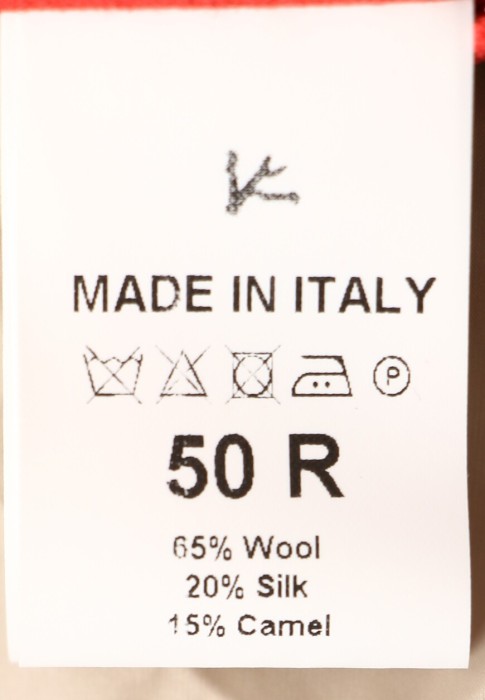 MADE IN ITALY
P
50 R
65% Wool
20% Silk
15% Camel